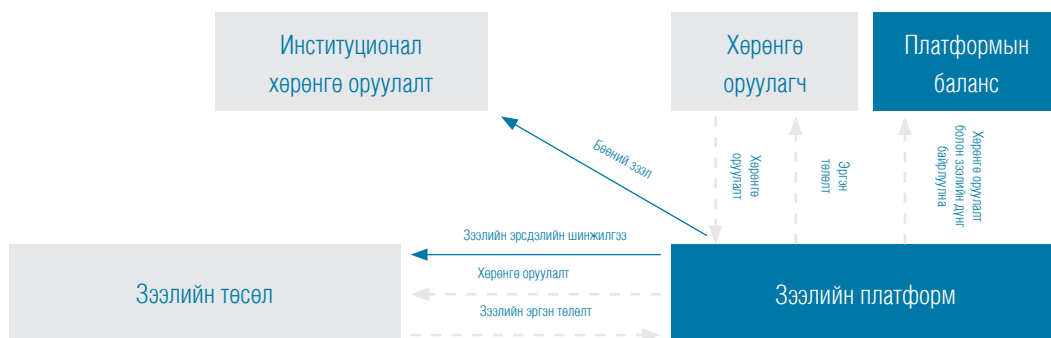 Институционал
хөрөнгө оруулалт
Хөрөнгө
оруулагч
Платформын
баланс
Бөөний зээл
Хөрөнгө
оруулалт
Эргэн
төлөлт
Хөрөнгө оруулалт
болон зээлийн дүнг
байрлуулна
Зээлийн эрсдэлийн шинжилгээ
Хөрөнгө оруулалт
Зээлийн эргэн төлөлт
Зээлийн төсөл
Зээлийн платформ